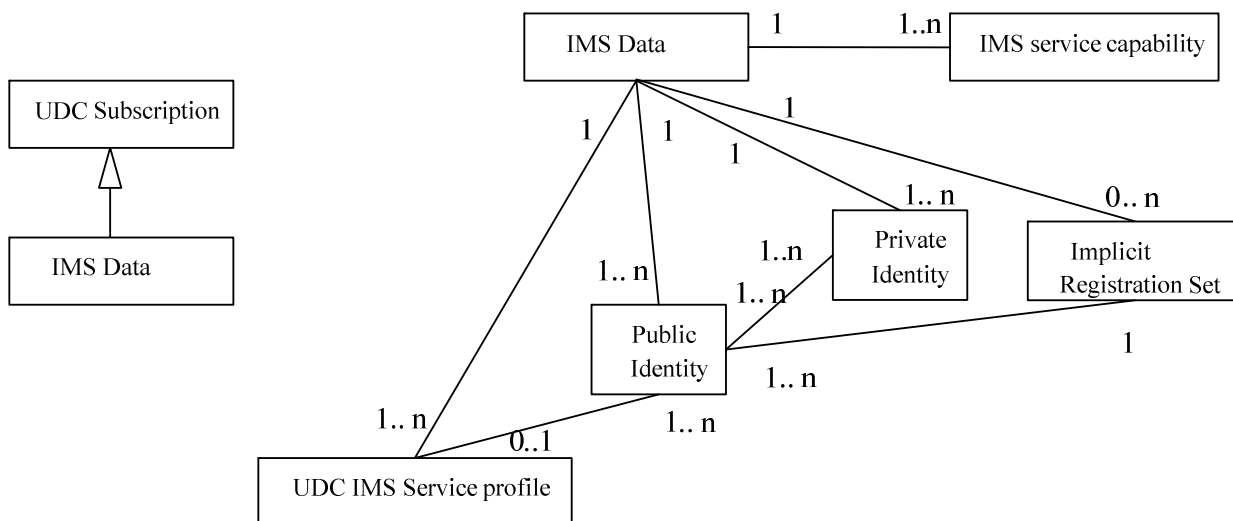 IMS Data
1
1..n
IMS service capability
UDC Subscription
1
1
1
1
1.. n
0.. n
IMS Data
1..n
Private
Identity
Implicit
Registration Set
1.. n
1.. n
Public
Identity
1
1.. n
1.. n
1.. n
0..1
UDC IMS Service profile